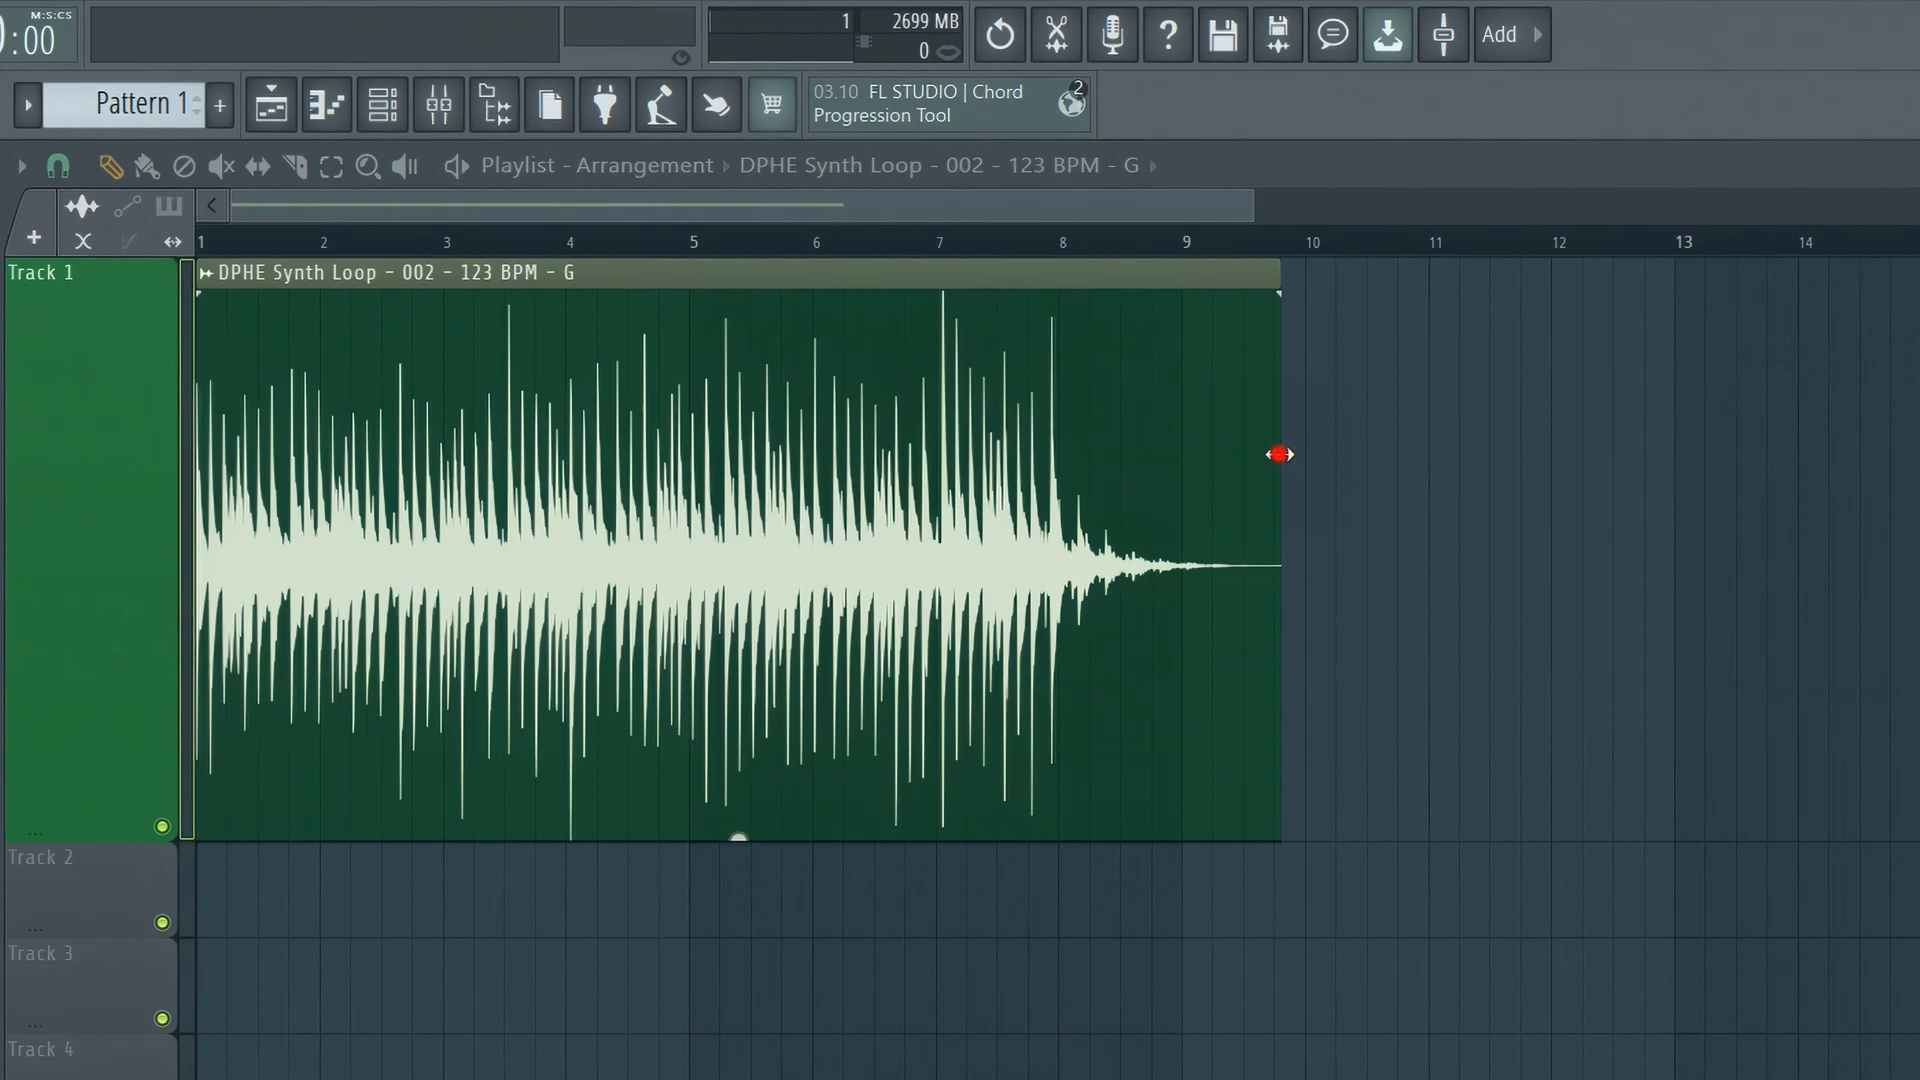 M:S:CS
0:00
1
2699 MB
0
Add
Pattern 1
+
03.10 FL STUDIO | Chord
Progression Tool
2
Playlist - Arrangement
DPHE Synth Loop - 002 - 123 BPM - G
1 2 3 4 5 6 7 8 9 10 11 12 13 14
Track 1
DPHE Synth Loop - 002 - 123 BPM - G
...
Track 2
...
Track 3
...
Track 4